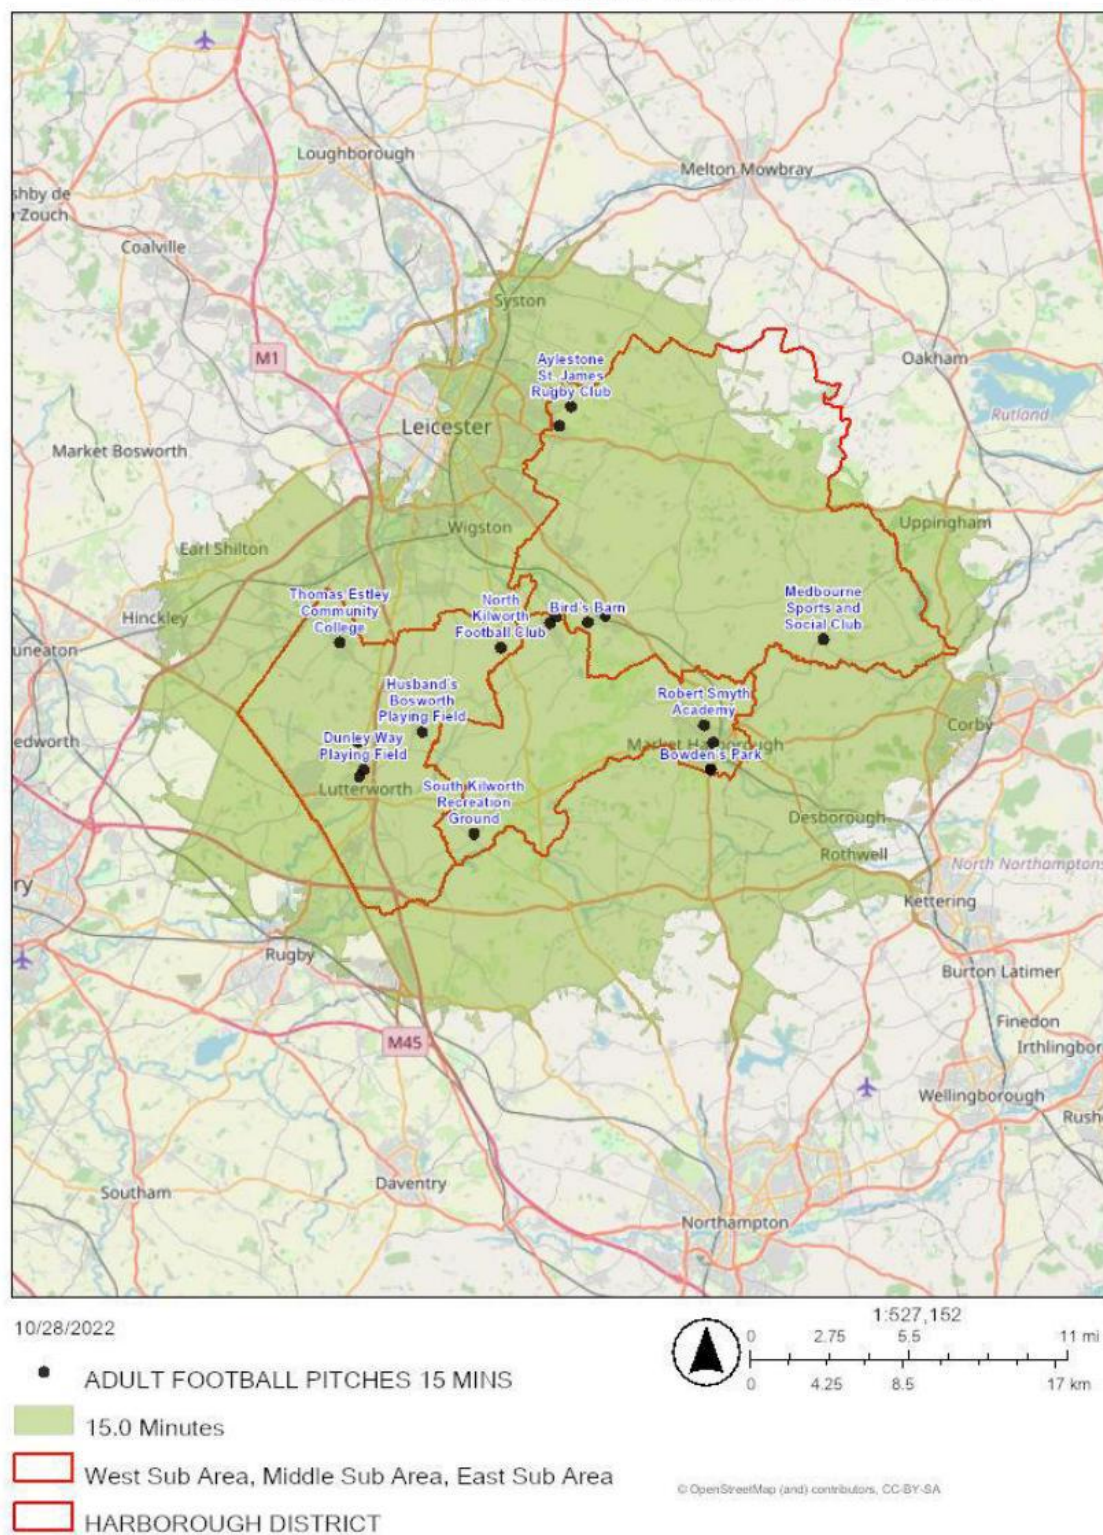 Loughborough
Melton Mowbray
shby de
-Zouch
Coalville
Syston
M1
Oakham
Aylestone
St. James
Rugby Club
Rutland
Leicester
Market Bosworth
Wigston
Uppingham
Earl Shilton
Hinckley
Thomas Estley
Community
College
North
Kilworth
Football Club
Bird's Barn
Medbourne
Sports and
Social Club
uneaton
Husband's
Bosworth
Playing Field
Robert Smyth
Academy
Corby
edworth
Dunley Way
Playing Field
Market Harborough
Bowden's Park
Lutterworth
South Kilworth
Recreation
Ground
Desborough
Rothwell
North Northamptons
ry
Kettering
Rugby
Burton Latimer
Finedon
M45
Irthlingbor
Wellingborough
Rush
Southam
Daventry
Northampton
10/28/2022
1:527,152
0 2.75 5.5 11 mi
0 4.25 8.5 17 km
ADULT FOOTBALL PITCHES 15 MINS
15.0 Minutes
West Sub Area, Middle Sub Area, East Sub Area
© OpenStreetMap (and) contributors, CC-BY-SA
HARBOROUGH DISTRICT